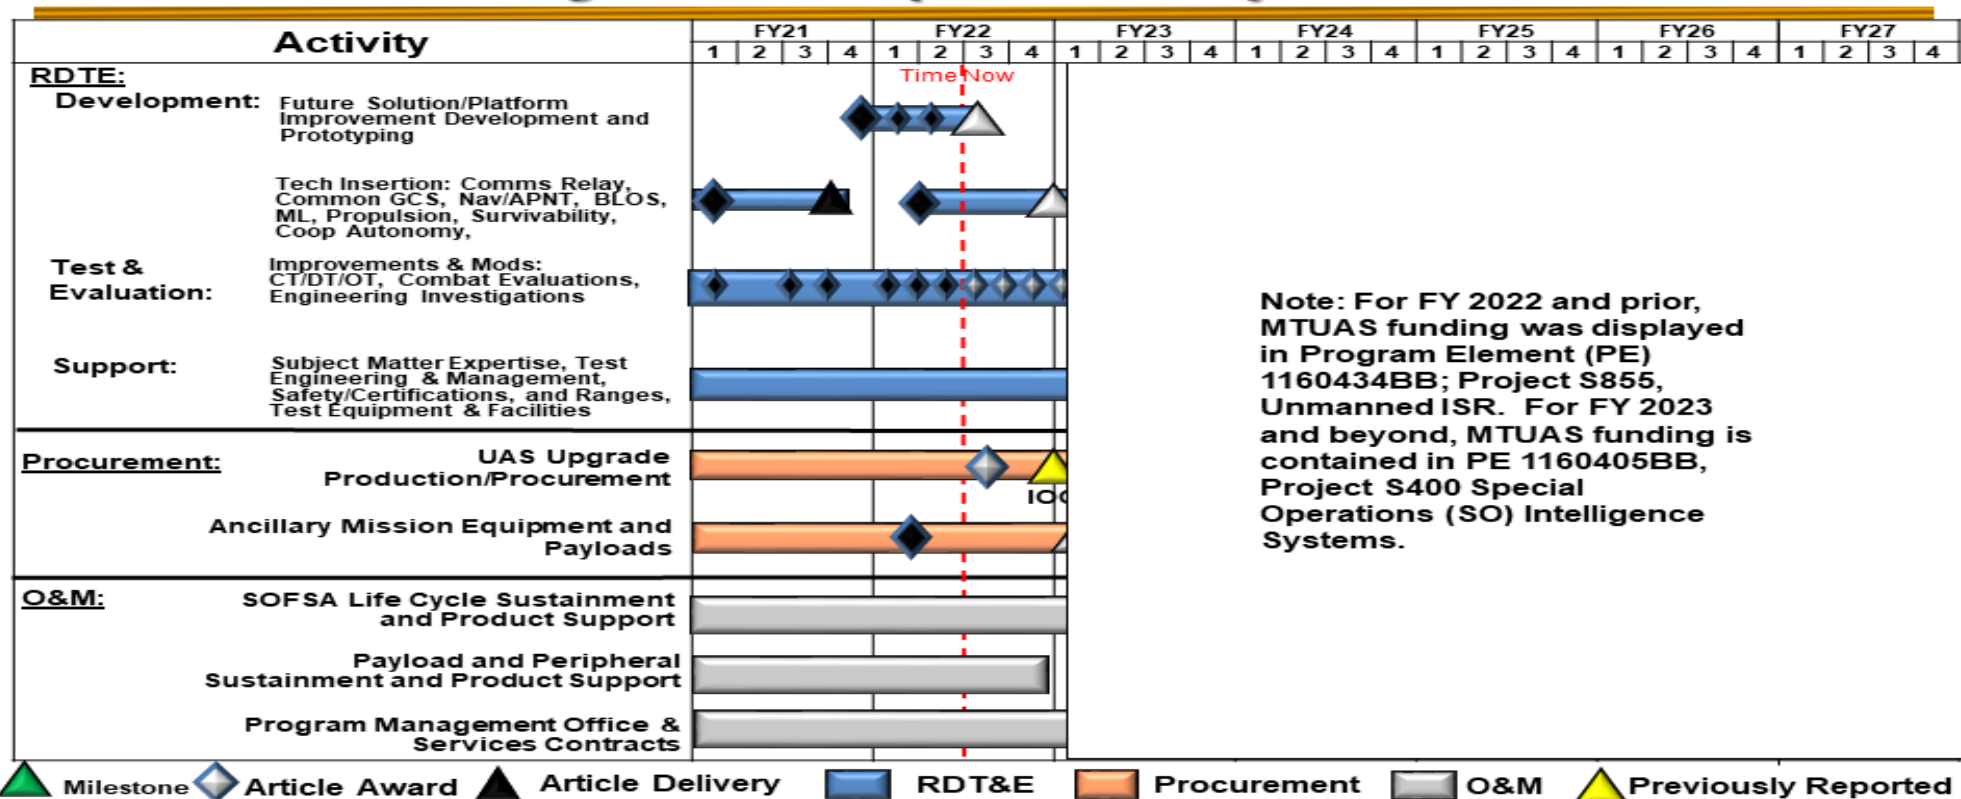 Activity
FY21 FY22 FY23 FY24 FY25 FY26 FY27
1 2 3 4 1 2 3 4 1 2 3 4 1 2 3 4 1 2 3 4 1 2 3 4 1 2 3 4
Time Now
RDTE:
Development:
Future Solution/Platform
Improvement Development and
Prototyping
Tech Insertion: Comms Relay,
Common GCS, Nav/APNT, BLOS,
ML, Propulsion, Survivability,
Coop Autonomy,
Test &
Evaluation:
Improvements & Mods:
CT/DT/OT, Combat Evaluations,
Engineering Investigations
Support:
Subject Matter Expertise, Test
Engineering & Management,
Safety/Certifications, and Ranges,
Test Equipment & Facilities
Procurement:
UAS Upgrade
Production/Procurement
Ancillary Mission Equipment and
Payloads
O&M:
SOFSA Life Cycle Sustainment
and Product Support
Payload and Peripheral
Sustainment and Product Support
Program Management Office &
Services Contracts
Note: For FY 2022 and prior,
MTUAS funding was displayed
in Program Element (PE)
1160434BB; Project S855,
Unmanned ISR. For FY 2023
and beyond, MTUAS funding is
contained in PE 1160405BB,
Project S400 Special
Operations (SO) Intelligence
Systems.
Milestone Article Award Article Delivery RDT&E Procurement O&M Previously Reported